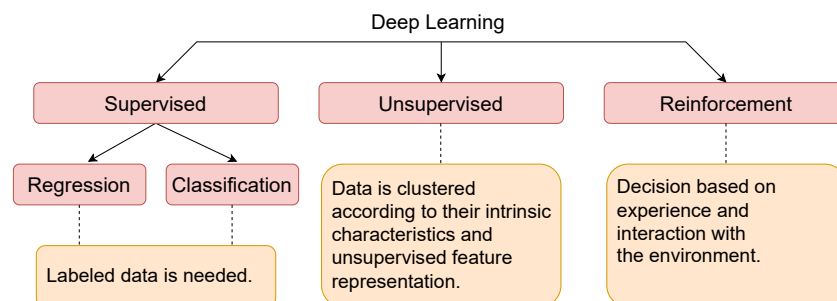 Deep Learning
Supervised
Unsupervised
Reinforcement
Regression
Classification
Labeled data is needed.
Data is clustered
according to their intrinsic
characteristics and
unsupervised feature
representation.
Decision based on
experience and
interaction with
the environment.